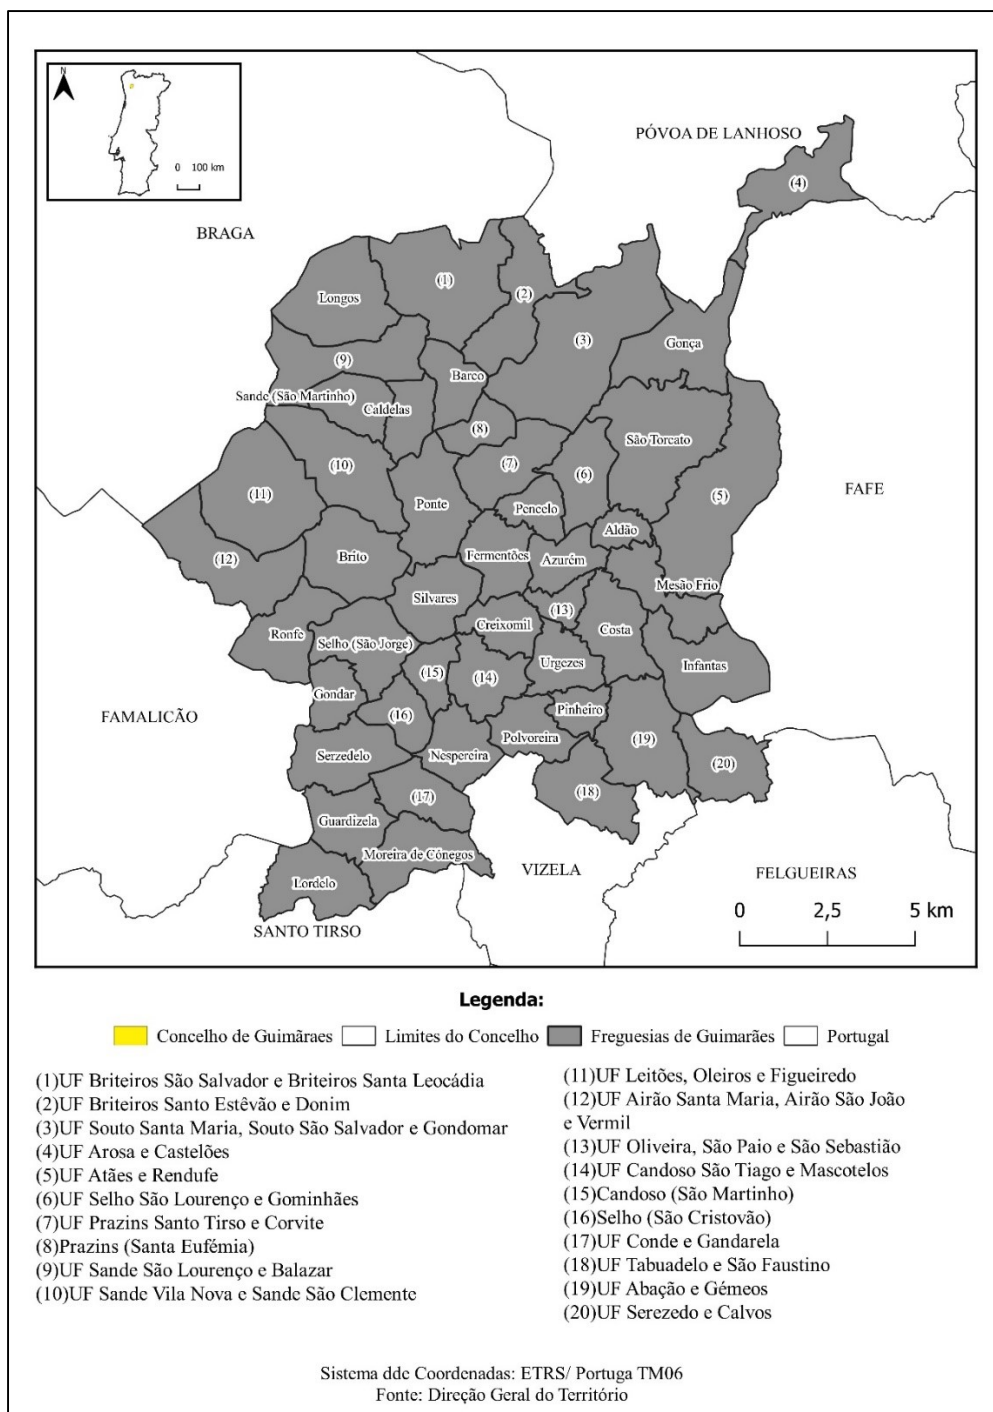 N
0 100 km
PÓVOA DE LANHOSO
(4)
BRAGA
(1)
(2)
Longos
(3)
Gonça
(9)
Barco
Sande (São Martinho)
Caldelas
(8)
São Torcato
(10)
(7)
(6)
(11)
(5)
FAFE
Ponte
Pencelo
Aldão
(12)
Brito
Fermentões
Azurém
Mesão Frio
Silvares
(13)
Creixomil
Costa
Ronfe
Selho (São Jorge)
Urgezes
Infantas
(15)
(14)
Gondar
Pinheiro
FAMALICÃO
(16)
Polvoreira
(19)
Serzedelo
Nespereira
(20)
(17)
(18)
Guardizela
Moreira de Cónegos
VIZELA
FELGUEIRAS
Lordelo
SANTO TIRSO
0 2,5 5 km
Legenda:
Concelho de Guimãraes Limites do Concelho Freguesias de Guimarães Portugal
(1)UF Briteiros São Salvador e Briteiros Santa Leocádia
(2)UF Briteiros Santo Estêvão e Donim
(3)UF Souto Santa Maria, Souto São Salvador e Gondomar
(4)UF Arosa e Castelões
(5)UF Atães e Rendufe
(6)UF Selho São Lourenço e Gominhães
(7)UF Prazins Santo Tirso e Corvite
(8)Prazins (Santa Eufémia)
(9)UF Sande São Lourenço e Balazar
(10)UF Sande Vila Nova e Sande São Clemente
(11)UF Leitões, Oleiros e Figueiredo
(12)UF Airão Santa Maria, Airão São João
e Vermil
(13)UF Oliveira, São Paio e São Sebastião
(14)UF Candoso São Tiago e Mascotelos
(15)Candoso (São Martinho)
(16)Selho (São Cristovão)
(17)UF Conde e Gandarela
(18)UF Tabuadelo e São Faustino
(19)UF Abação e Gémeos
(20)UF Serezedo e Calvos
Sistema dde Coordenadas: ETRS/ Portuga TM06
Fonte: Direção Geral do Território